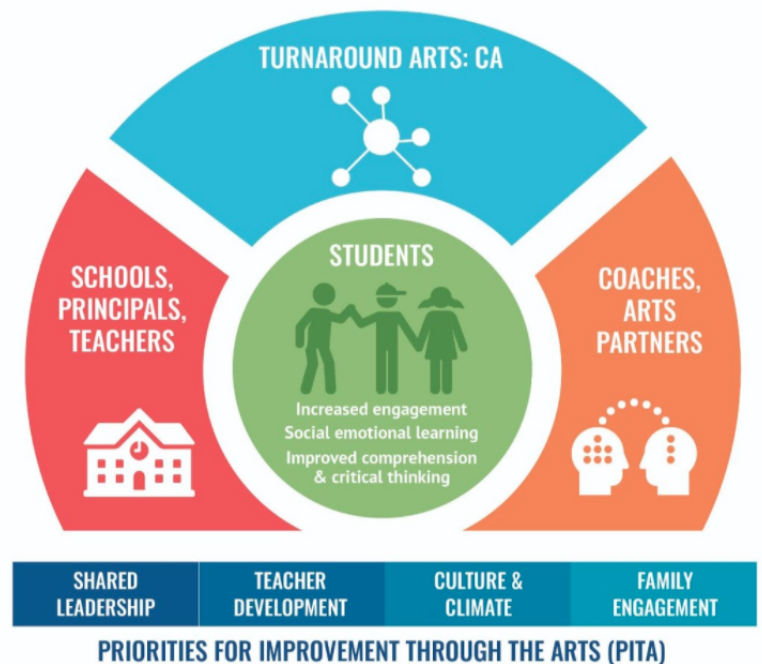 TURNAROUND ARTS: CA
SCHOOLS,
PRINCIPALS,
TEACHERS
STUDENTS
Increased engagement
Social emotional learning
Improved comprehension
& critical thinking
COACHES,
ARTS
PARTNERS
SHARED
LEADERSHIP
TEACHER
DEVELOPMENT
CULTURE &
CLIMATE
FAMILY
ENGAGEMENT
PRIORITIES FOR IMPROVEMENT THROUGH THE ARTS (PITA)